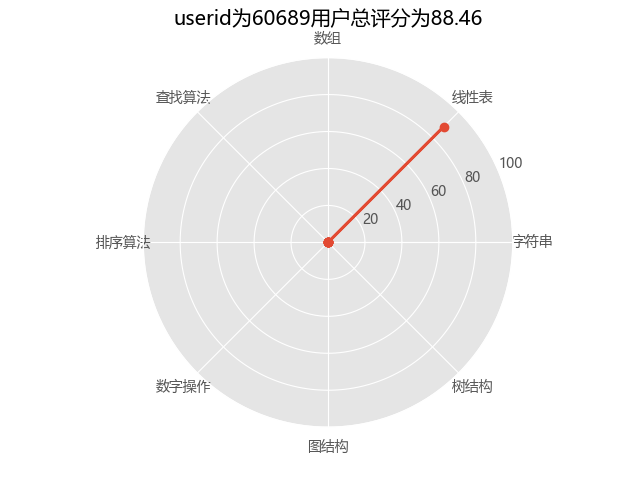 userid为60689用户总评分为88.46
数组
查找算法
线性表
100
80
60
40
20
排序算法
字符串
数字操作
树结构
图结构